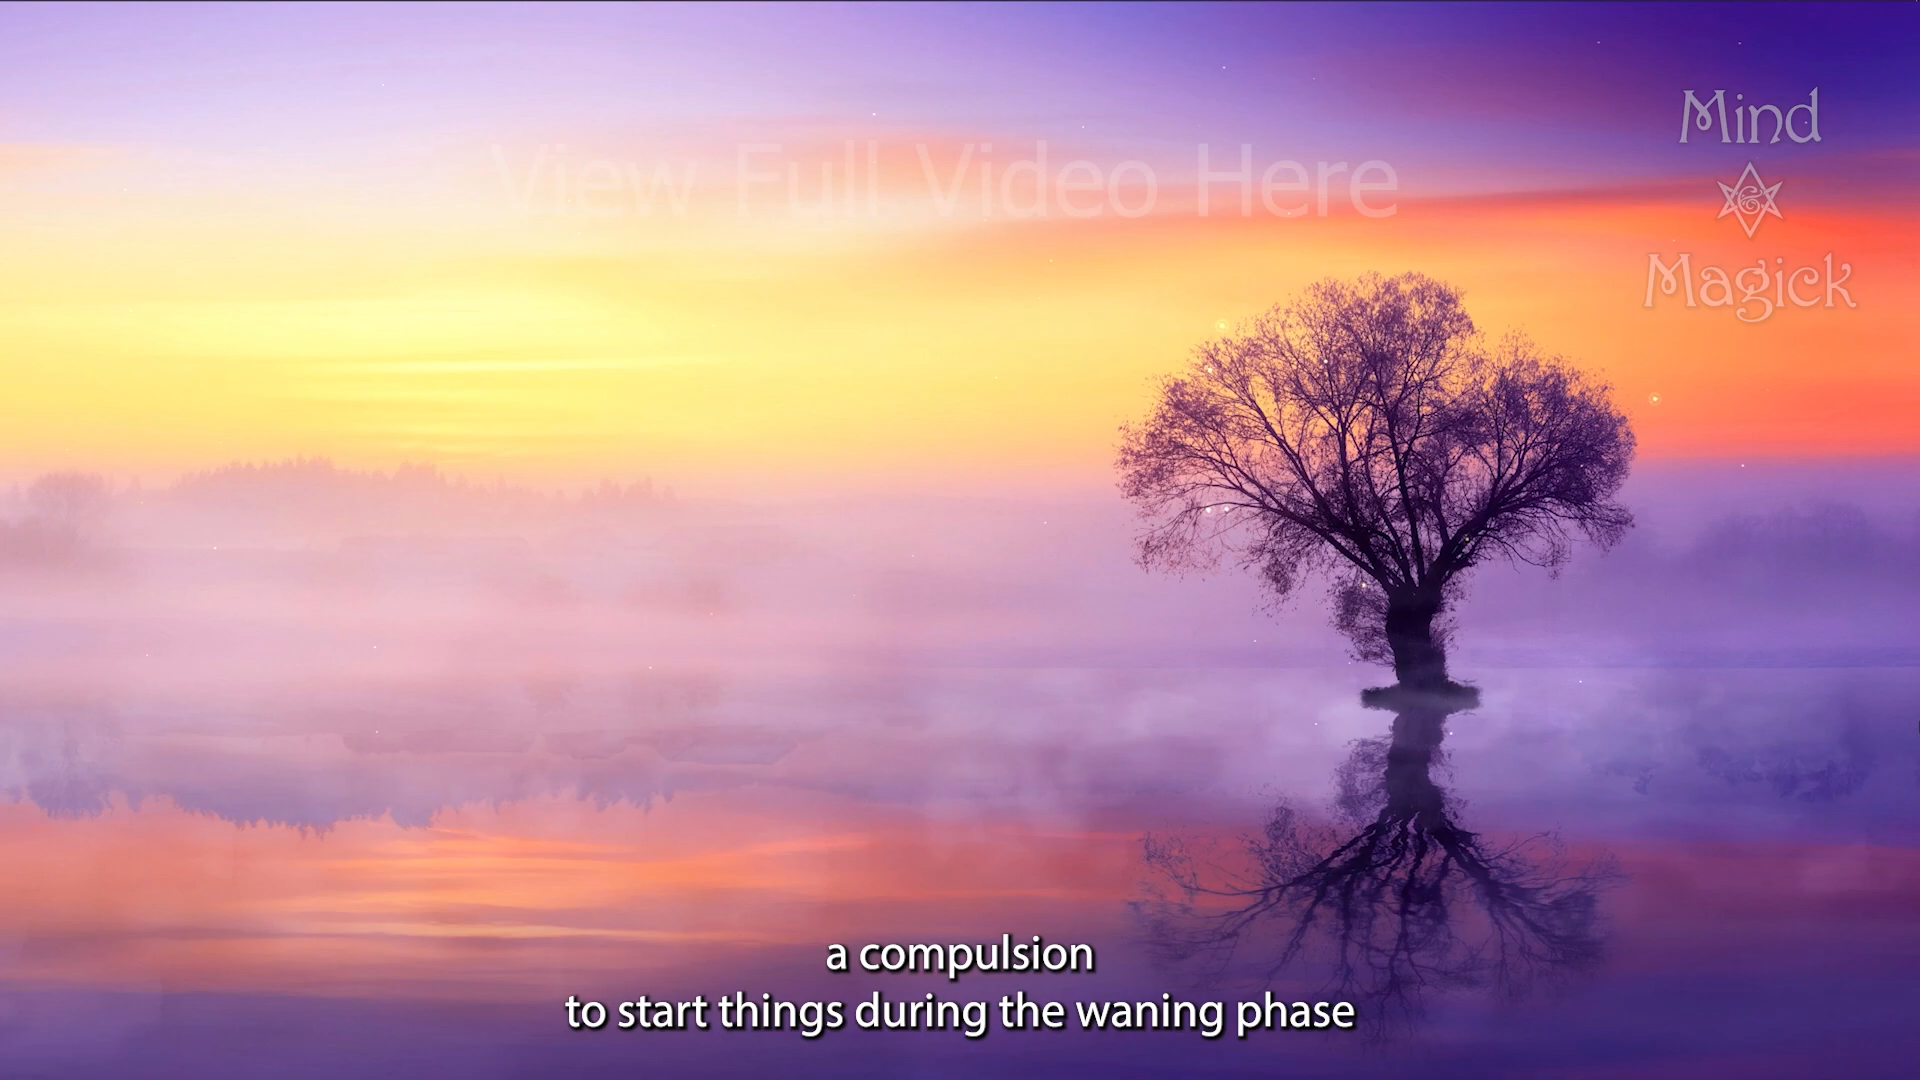 View Full Video Here
Mind
&
Magick
a compulsion
to start things during the waning phase